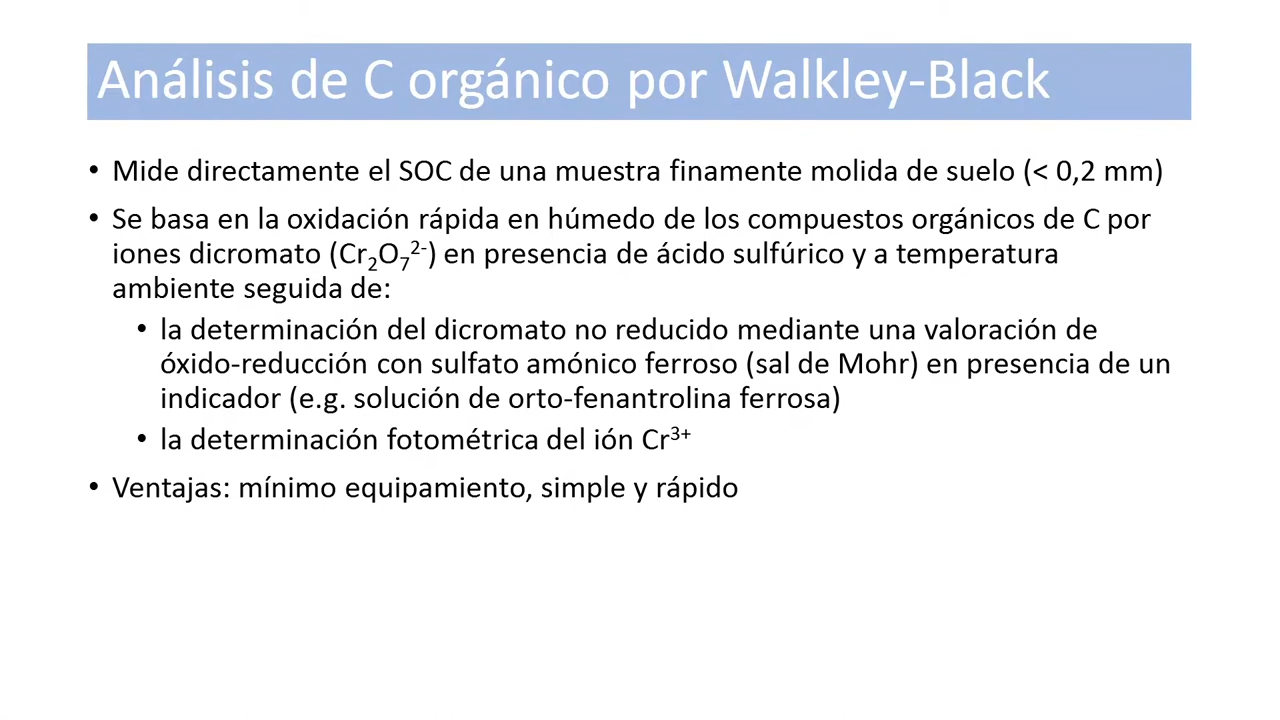 Análisis de C orgánico por Walkley-Black
• Mide directamente el SOC de una muestra finamente molida de suelo (< 0,2 mm)
• Se basa en la oxidación rápida en húmedo de los compuestos orgánicos de C por
iones dicromato (Cr₂O₇²⁻) en presencia de ácido sulfúrico y a temperatura
ambiente seguida de:
• la determinación del dicromato no reducido mediante una valoración de
óxido-reducción con sulfato amónico ferroso (sal de Mohr) en presencia de un
indicador (e.g. solución de orto-fenantrolina ferrosa)
• la determinación fotométrica del ión Cr³⁺
• Ventajas: mínimo equipamiento, simple y rápido